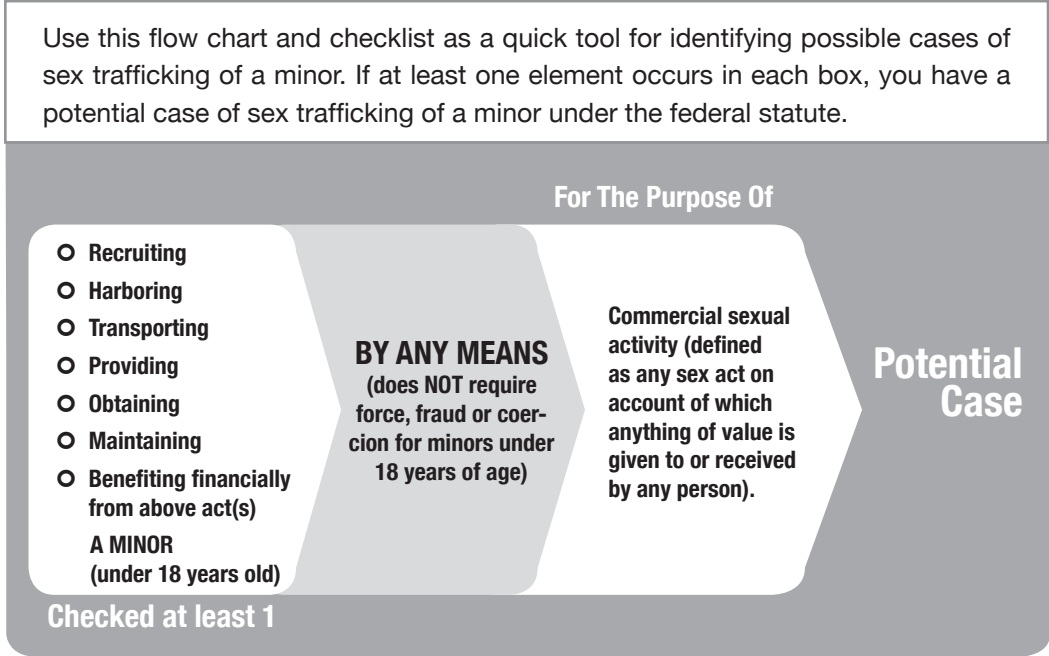 Use this flow chart and checklist as a quick tool for identifying possible cases of
sex trafficking of a minor. If at least one element occurs in each box, you have a
potential case of sex trafficking of a minor under the federal statute.
For The Purpose Of
Recruiting
Harboring
Transporting
Providing
Obtaining
Maintaining
Benefiting financially
from above act(s)
A MINOR
(under 18 years old)
Checked at least 1
BY ANY MEANS
(does NOT require
force, fraud or coer-
cion for minors under
18 years of age)
Commercial sexual
activity (defined
as any sex act on
account of which
anything of value is
given to or received
by any person).
Potential
Case